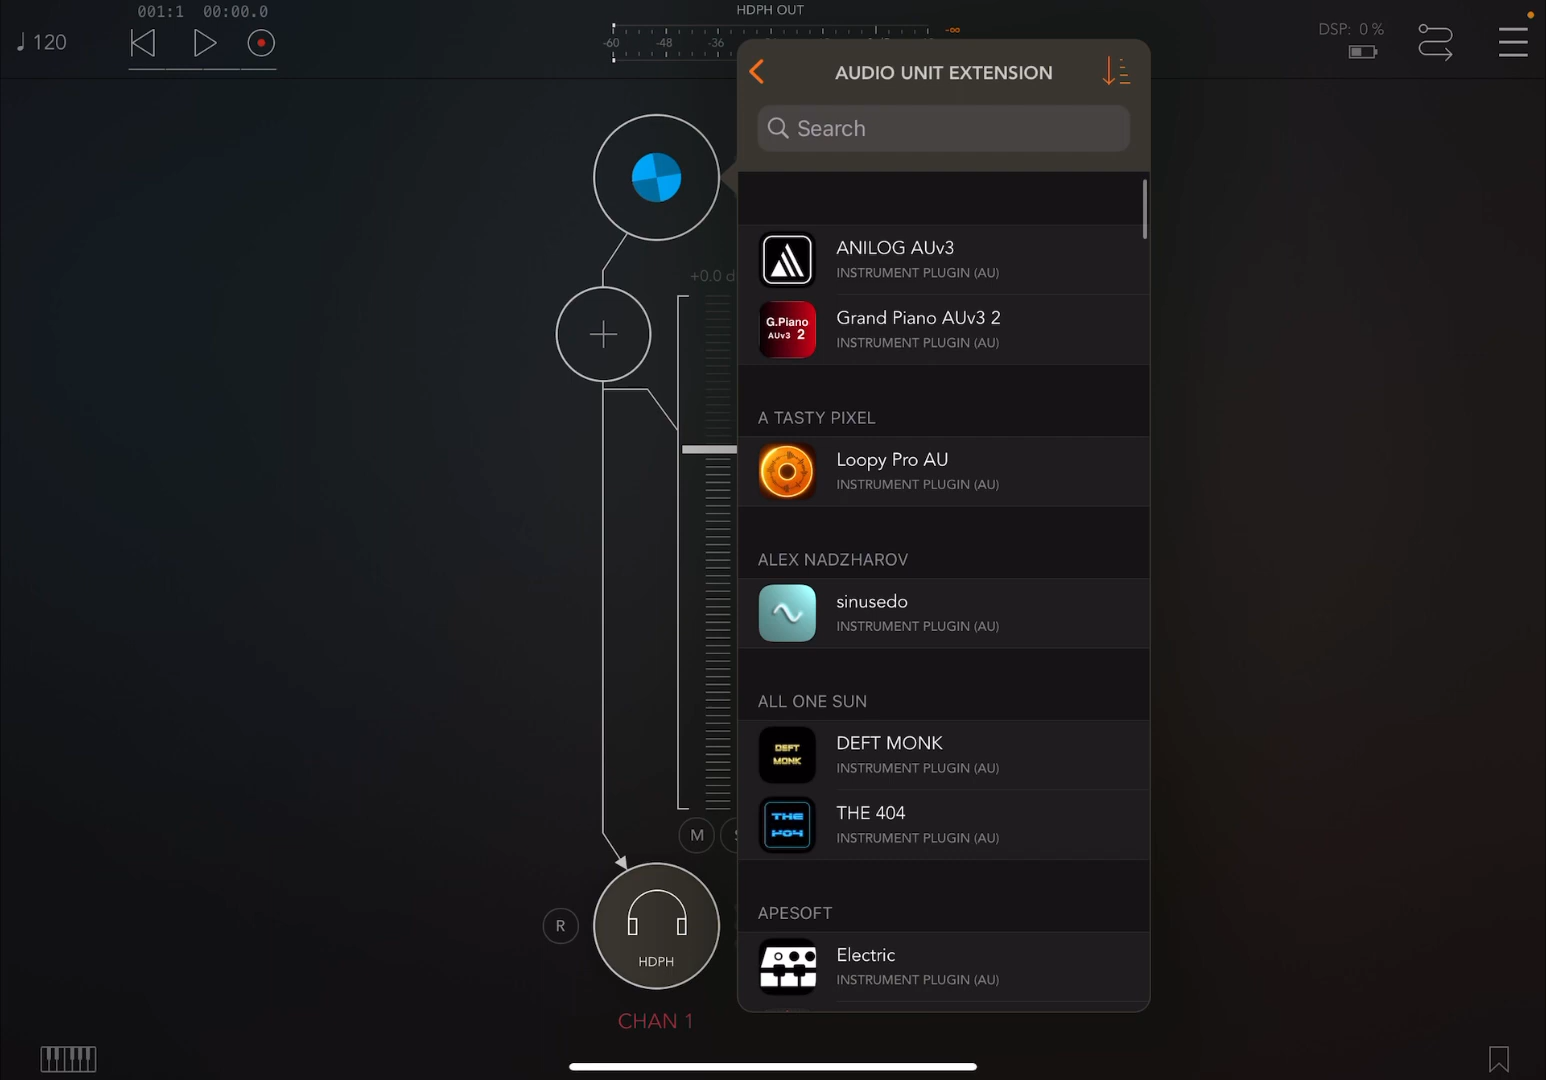 HDPH OUT
001:1 00:00.0
120
-60 -48 -36
-∞
DSP: 0 %
AUDIO UNIT EXTENSION
Search
ANILOG AUv3
INSTRUMENT PLUGIN (AU)
G.Piano
AUv3 2
Grand Piano AUv3 2
INSTRUMENT PLUGIN (AU)
A TASTY PIXEL
Loopy Pro AU
INSTRUMENT PLUGIN (AU)
ALEX NADZHAROV
sinusedo
INSTRUMENT PLUGIN (AU)
ALL ONE SUN
DEFT
MONK
DEFT MONK
INSTRUMENT PLUGIN (AU)
THE
404
THE 404
INSTRUMENT PLUGIN (AU)
APESOFT
Electric
INSTRUMENT PLUGIN (AU)
+0.0 d
M
R
HDPH
CHAN 1